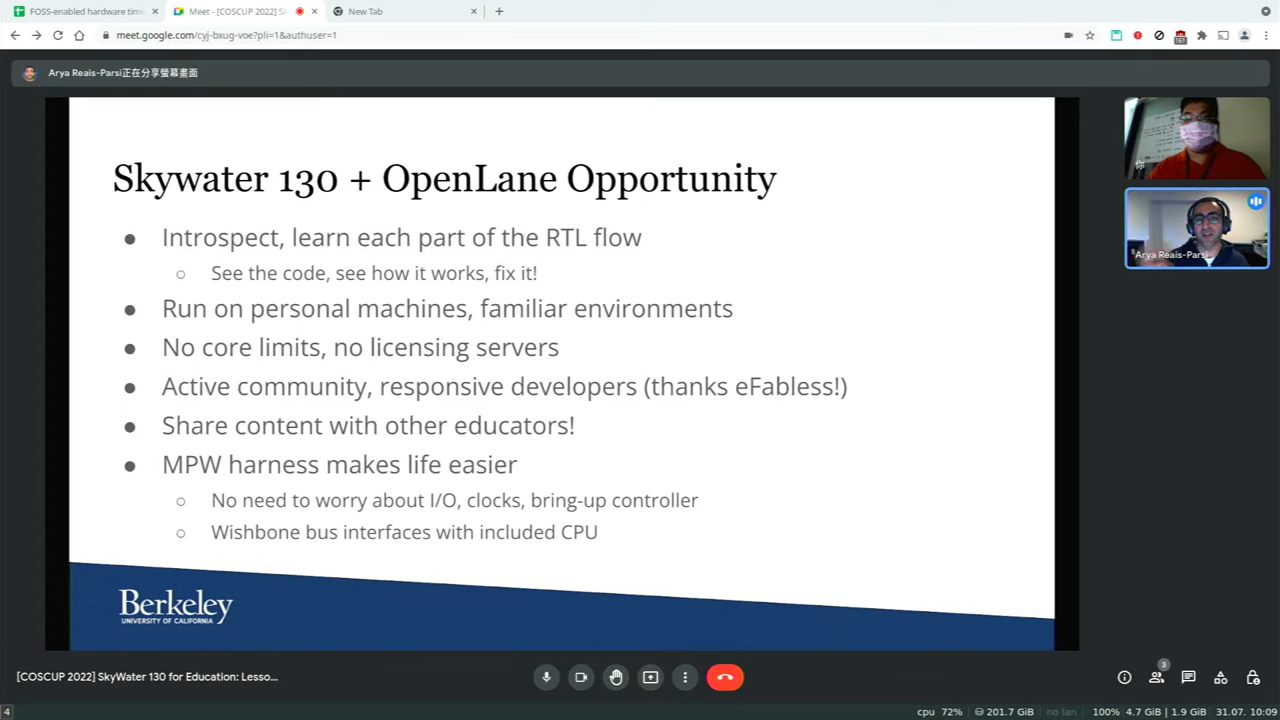 FOSS-enabled hardware time
Meet - [COSCUP 2022] Sk
New Tab
meet.google.com/cyj-bxug-voe?pli=1&authuser=1
Arya Reais-Parsi正在分享螢幕畫面
Skywater 130 + OpenLane Opportunity
● Introspect, learn each part of the RTL flow
○ See the code, see how it works, fix it!
● Run on personal machines, familiar environments
● No core limits, no licensing servers
● Active community, responsive developers (thanks eFabless!)
● Share content with other educators!
● MPW harness makes life easier
○ No need to worry about I/O, clocks, bring-up controller
○ Wishbone bus interfaces with included CPU
Berkeley
UNIVERSITY OF CALIFORNIA
你
Arya Reais-Parsi
[COSCUP 2022] SkyWater 130 for Education: Lesso...
3
4
cpu 72% 201.7 GiB no lan 100% 4.7 GiB | 1.9 GiB 31.07. 10:09